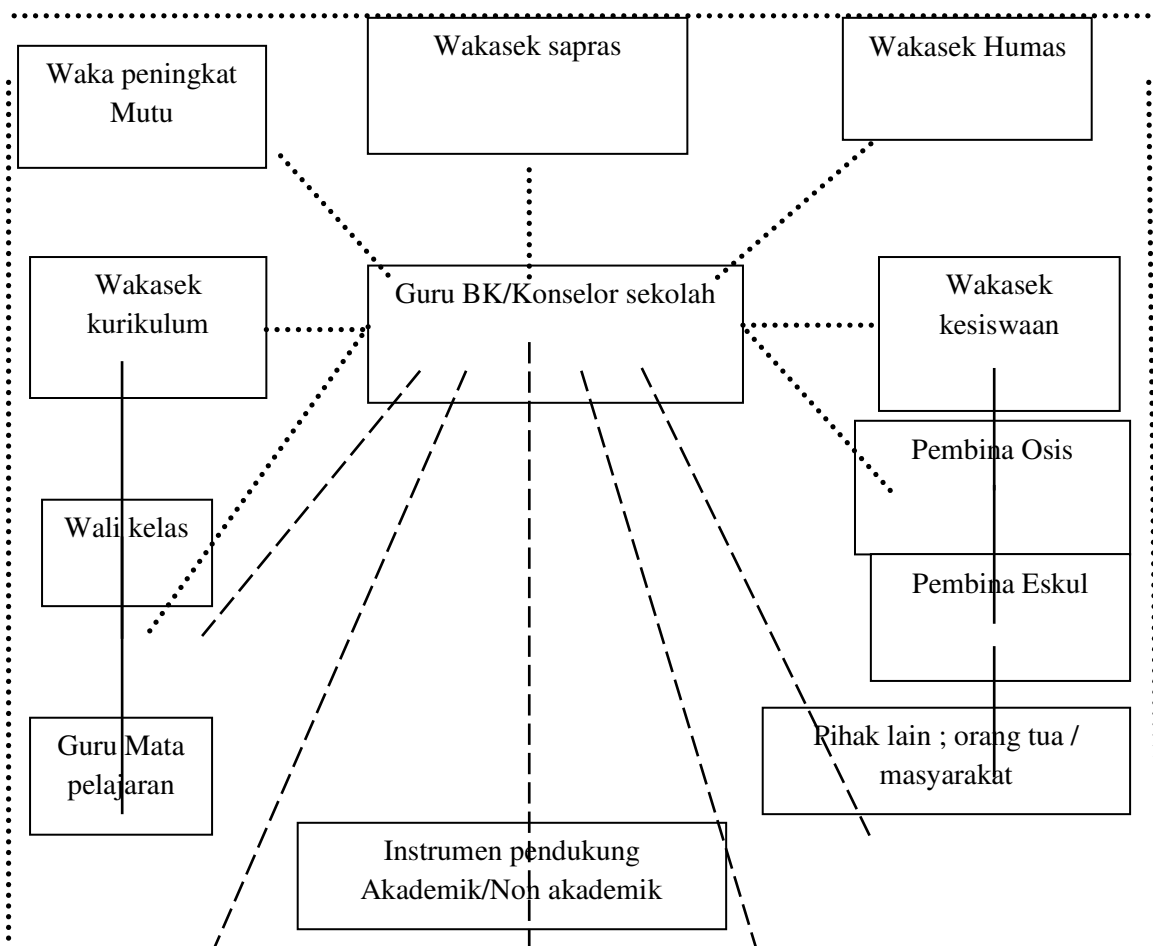 Waka peningkat
Mutu
Wakasek sapras
Wakasek Humas
Wakasek
kurikulum
Guru BK/Konselor sekolah
Wakasek
kesiswaan
Pembina Osis
Wali kelas
Pembina Eskul
Guru Mata
pelajaran
Pihak lain ; orang tua /
masyarakat
Instrumen pendukung
Akademik/Non akademik